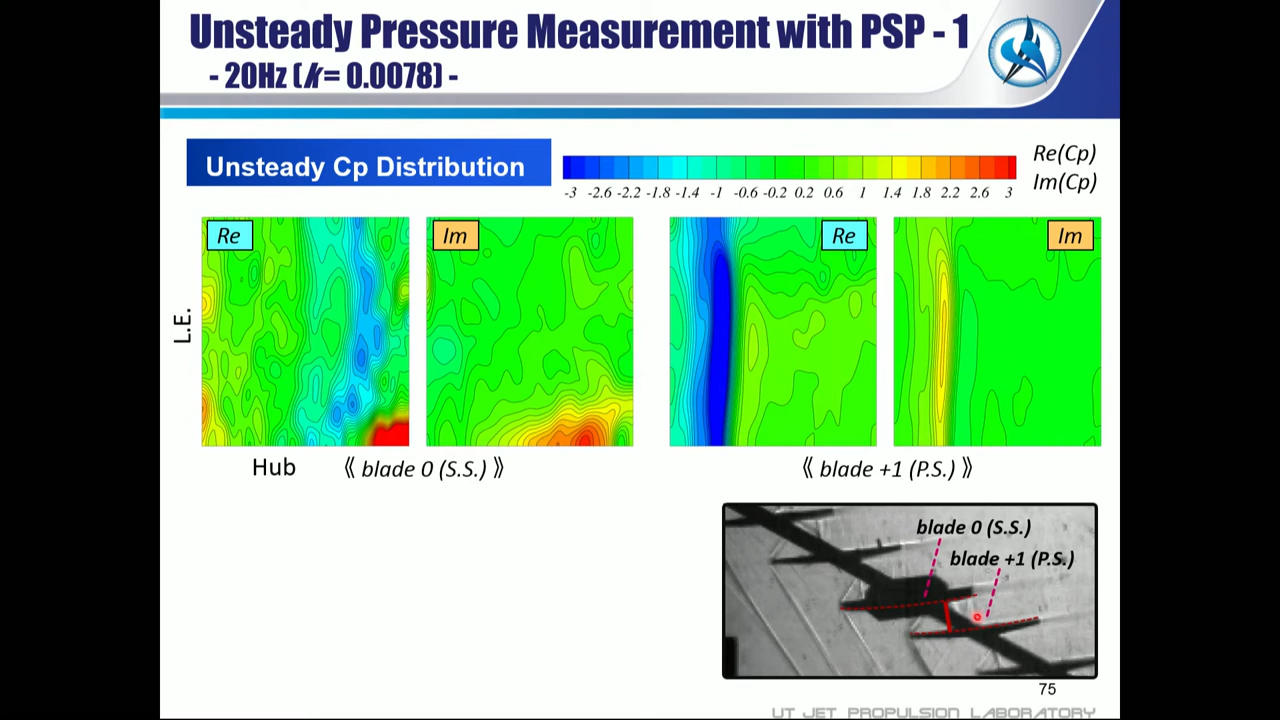 Unsteady Pressure Measurement with PSP - 1
- 20Hz (k = 0.0078) -
Unsteady Cp Distribution
Re(Cp)
Im(Cp)
-3 -2.6 -2.2 -1.8 -1.4 -1 -0.6 -0.2 0.2 0.6 1 1.4 1.8 2.2 2.6 3
Re
Im
Re
Im
L.E.
Hub
《 blade 0 (S.S.) 》
《 blade +1 (P.S.) 》
blade 0 (S.S.)
blade +1 (P.S.)
75
UT JET PROPULSION LABORATORY